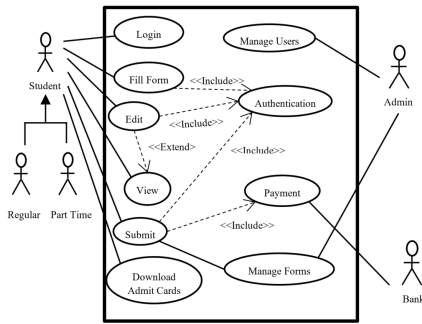 Login
Manage Users
Fill Form
<<Include>>
Student
Admin
Edit
<<Include>>
Authentication
<<Extend>
<<Include>>
View
Payment
Regular
Part Time
Submit
<<Include>>
Download
Admit Cards
Manage Forms
Bank